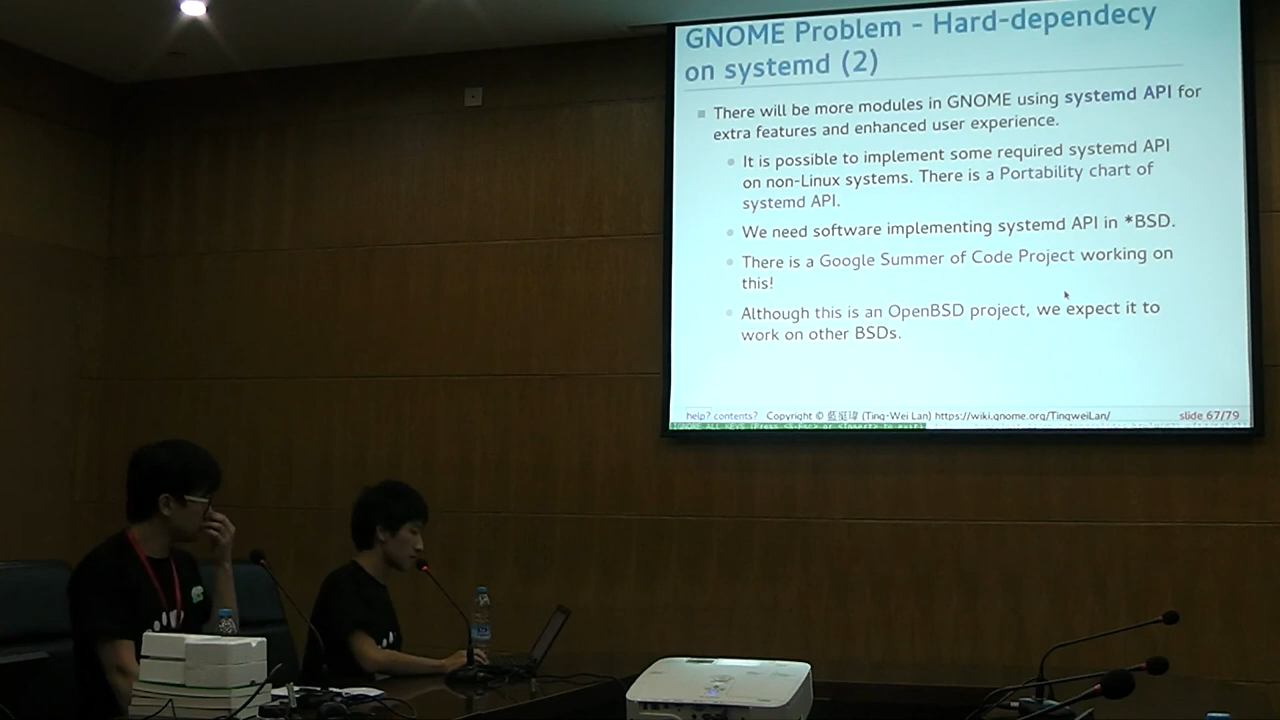 GNOME Problem - Hard-dependecy
on systemd (2)
There will be more modules in GNOME using systemd API for
extra features and enhanced user experience.
It is possible to implement some required systemd API
on non-Linux systems. There is a Portability chart of
systemd API.
We need software implementing systemd API in *BSD.
There is a Google Summer of Code Project working on
this!
Although this is an OpenBSD project, we expect it to
work on other BSDs.
help? contents? Copyright © 藍挺瑋 (Ting-Wei Lan) https://wiki.gnome.org/TingweiLan/ slide 67/79